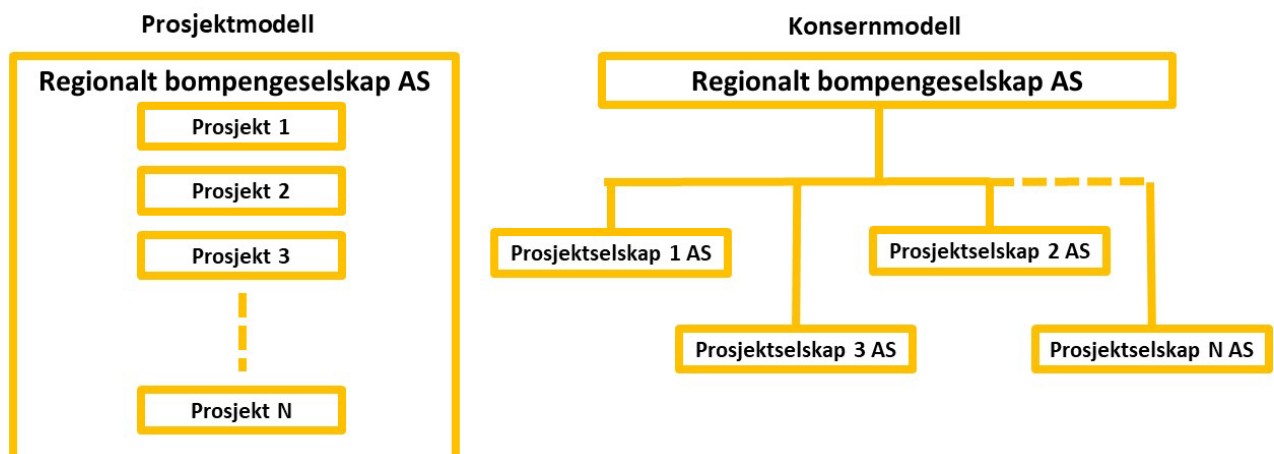 Prosjektmodell
Regionalt bompengeselskap AS
Prosjekt 1
Prosjekt 2
Prosjekt 3
Prosjekt N
Konsernmodell
Regionalt bompengeselskap AS
Prosjektselskap 1 AS
Prosjektselskap 2 AS
Prosjektselskap 3 AS
Prosjektselskap N AS